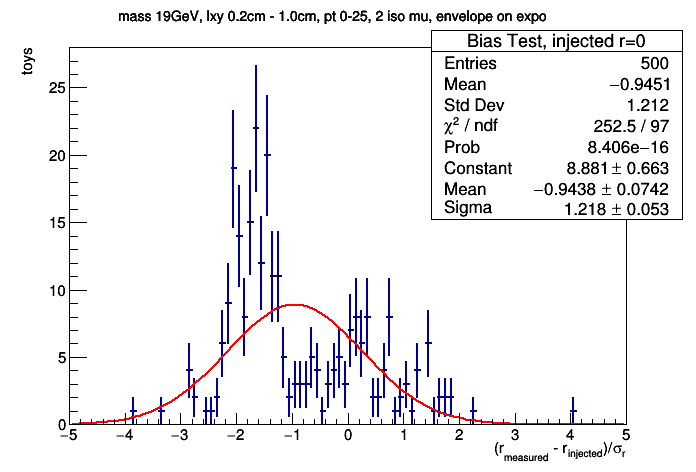 mass 19GeV, lxy 0.2cm - 1.0cm, pt 0-25, 2 iso mu, envelope on expo
Bias Test, injected r=0
Entries 500
Mean −0.9451
Std Dev 1.212
χ² / ndf 252.5 / 97
Prob 8.406e−16
Constant 8.881 ± 0.663
Mean −0.9438 ± 0.0742
Sigma 1.218 ± 0.053
toys
25
20
15
10
5
0
−5 −4 −3 −2 −1 0 1 2 3 4 5
(r_measured - r_injected)/σ_r